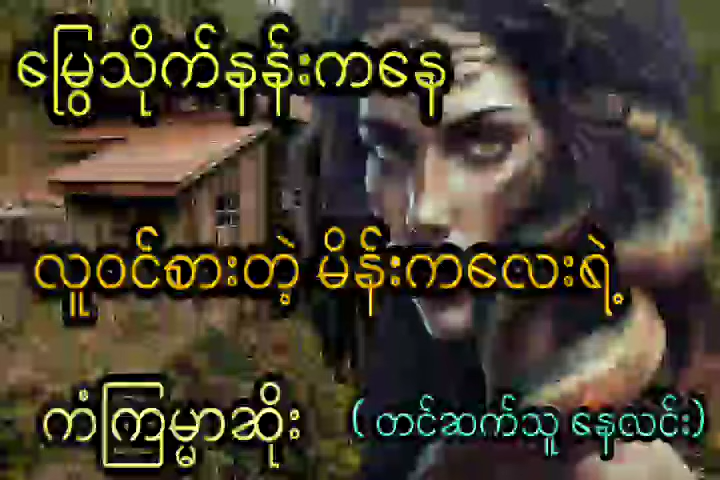 မြွေသိုက်နန်းကနေ
လူဝင်စားတဲ့ မိန်းကလေးရဲ့
ကံကြမ္မာဆိုး
( တင်ဆက်သူ နေလင်း)